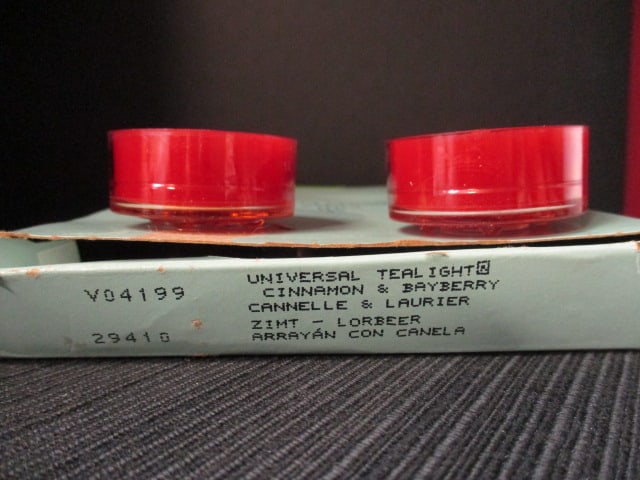 V04199
29410
UNIVERSAL TEALIGHT®
CINNAMON & BAYBERRY
CANNELLE & LAURIER
ZIMT - LORBEER
ARRAYÁN CON CANELA